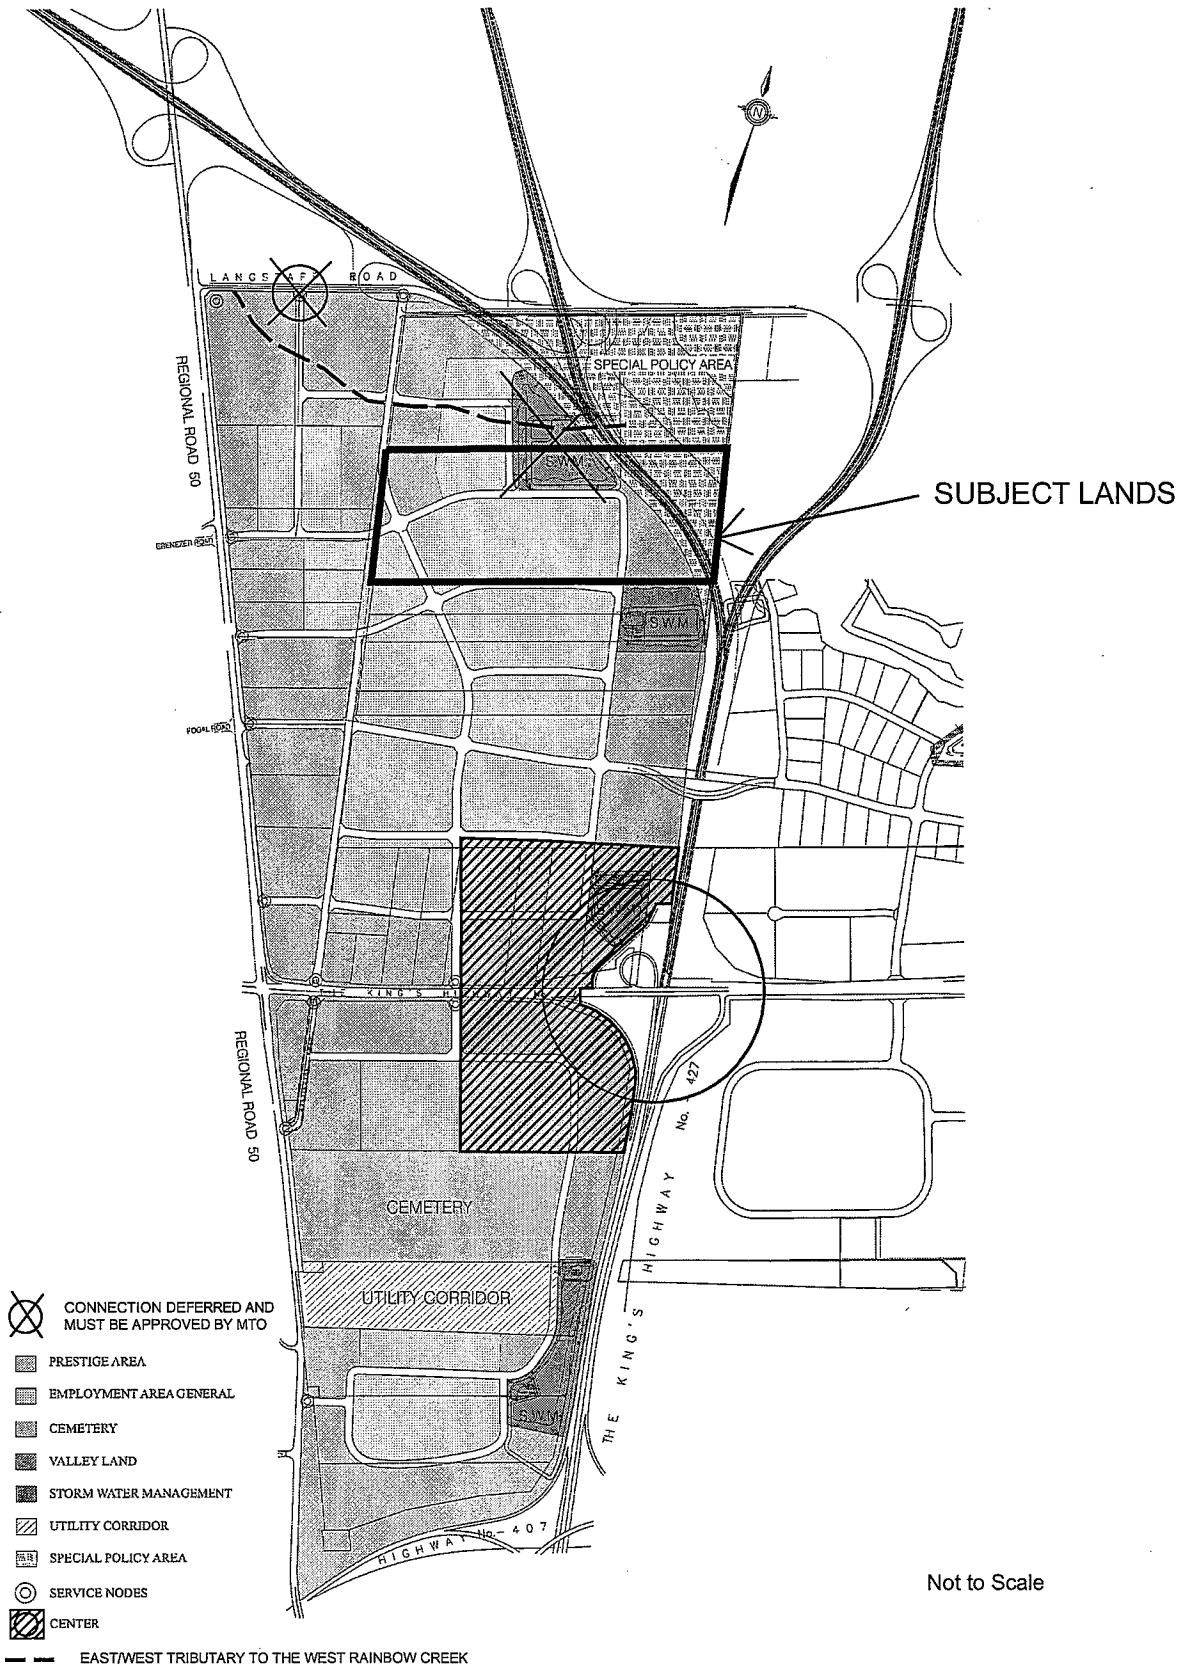 N
LANGSTAFF ROAD
SPECIAL POLICY AREA
REGIONAL ROAD 50
S.W.M.
SUBJECT LANDS
EBENEZER ROAD
S.W.M.
FOGAL ROAD
THE KING'S
REGIONAL ROAD 50
THE KING'S HIGHWAY No. 427
CEMETERY
UTILITY CORRIDOR
S.W.M.
HIGHWAY No.- 407
CONNECTION DEFERRED AND
MUST BE APPROVED BY MTO
PRESTIGE AREA
EMPLOYMENT AREA GENERAL
CEMETERY
VALLEY LAND
STORM WATER MANAGEMENT
UTILITY CORRIDOR
SPECIAL POLICY AREA
SERVICE NODES
CENTER
EAST/WEST TRIBUTARY TO THE WEST RAINBOW CREEK
Not to Scale